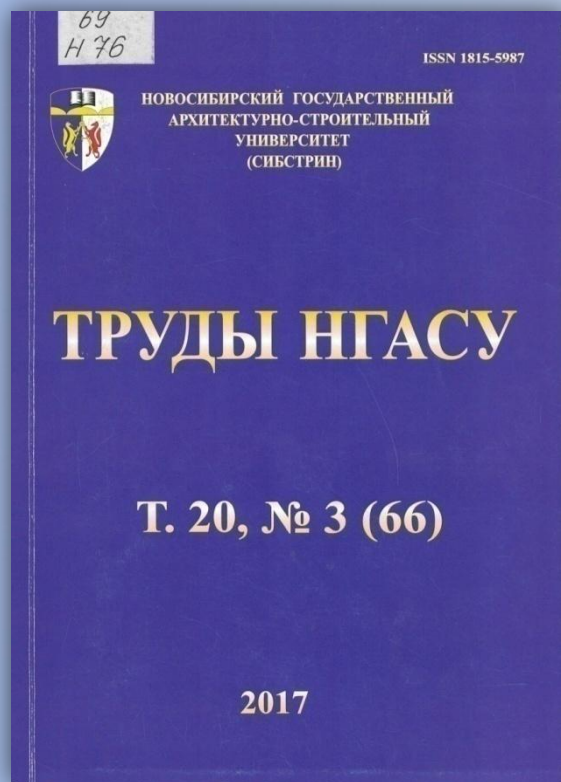 69
Н 76
ISSN 1815-5987
НОВОСИБИРСКИЙ ГОСУДАРСТВЕННЫЙ
АРХИТЕКТУРНО-СТРОИТЕЛЬНЫЙ
УНИВЕРСИТЕТ
(СИБСТРИН)
ТРУДЫ НГАСУ
Т. 20, № 3 (66)
2017